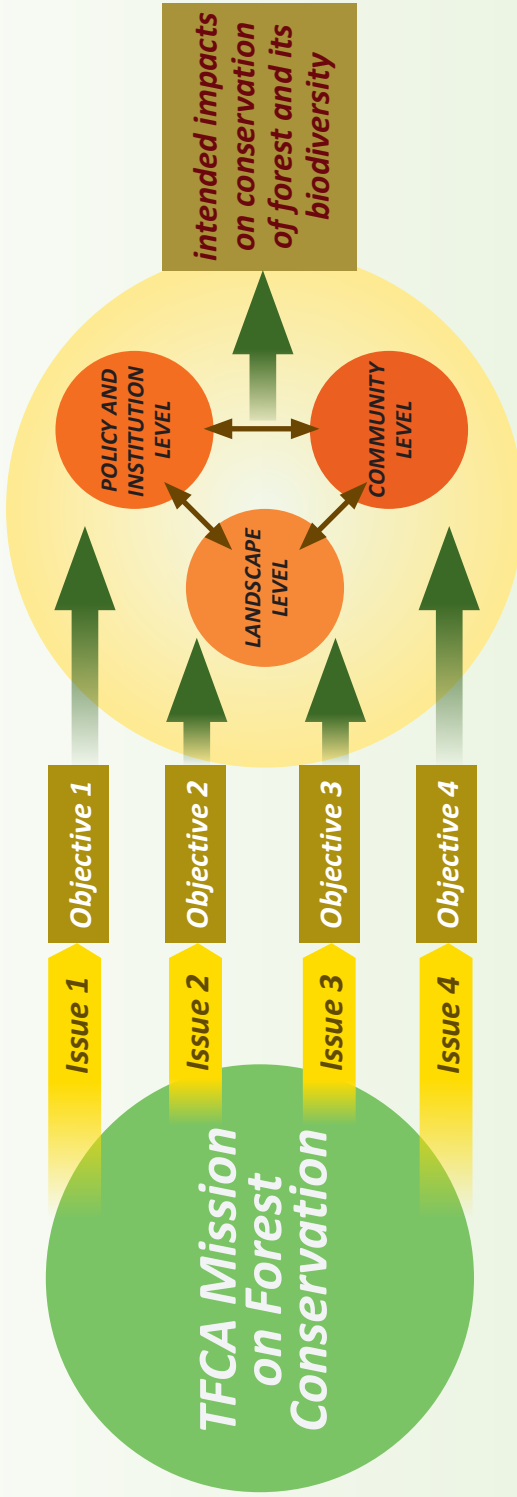 TFCA Mission
on Forest
Conservation
Issue 1
Issue 2
Issue 3
Issue 4
Objective 1
Objective 2
Objective 3
Objective 4
LANDSCAPE
LEVEL
POLICY AND
INSTITUTION
LEVEL
COMMUNITY
LEVEL
intended impacts
on conservation
of forest and its
biodiversity